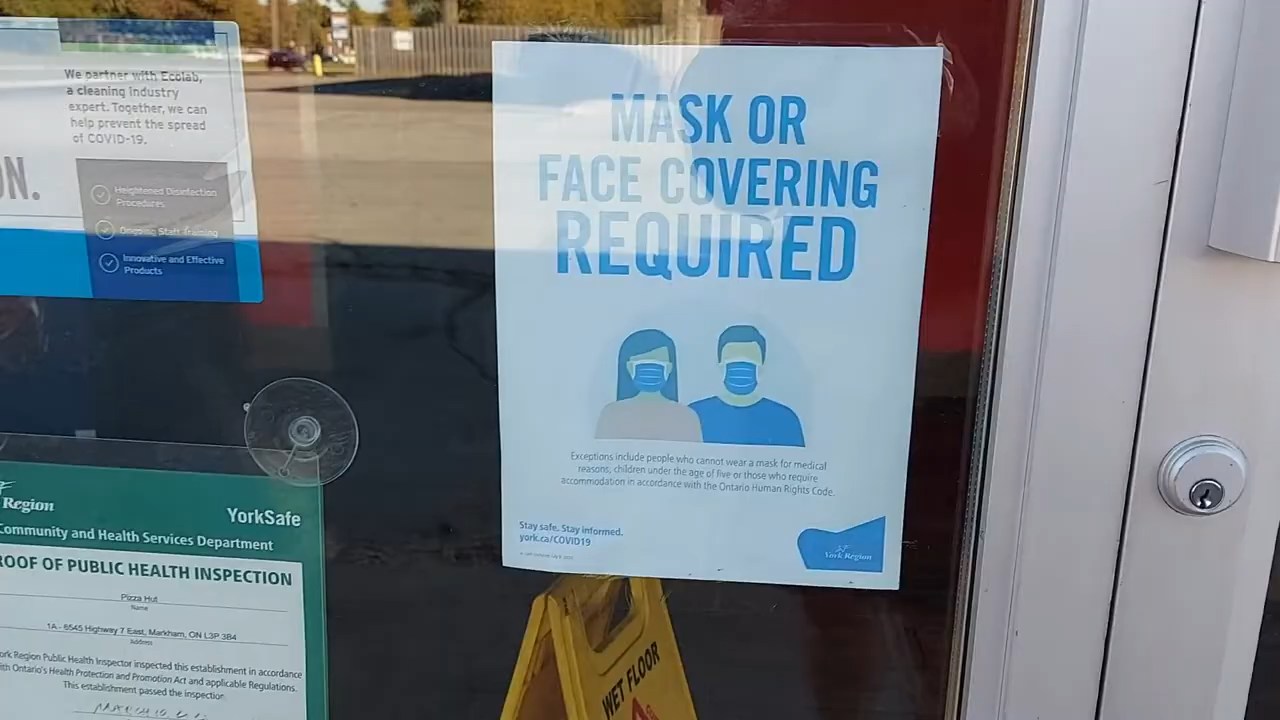 We partner with Ecolab,
a cleaning industry
expert. Together, we can
help prevent the spread
of COVID-19.
ON.
Heightened Disinfection
Procedures
Ongoing Staff Training
Innovative and Effective
Products
MASK OR
FACE COVERING
REQUIRED
Exceptions include people who cannot wear a mask for medical
reasons; children under the age of five or those who require
accommodation in accordance with the Ontario Human Rights Code.
Stay safe. Stay informed.
york.ca/COVID19
York Region
Region
YorkSafe
Community and Health Services Department
ROOF OF PUBLIC HEALTH INSPECTION
Pizza Hut
Name
1A - 6545 Highway 7 East, Markham, ON L3P 3B4
Address
ork Region Public Health Inspector inspected this establishment in accordance
ith Ontario's Health Protection and Promotion Act and applicable Regulations.
This establishment passed the inspection.
WET FLOOR